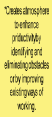 "Creates atmosphere
to enhance
productivity by
identifying and
eliminating obstacles
or by improving
existing ways of
working.